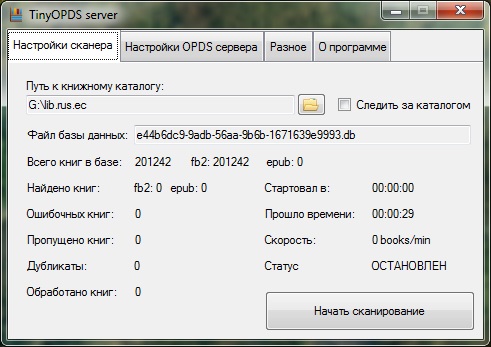 TinyOPDS server
Настройки сканера Настройки OPDS сервера Разное О программе
Путь к книжному каталогу:
G:\lib.rus.ec Следить за каталогом
Файл базы данных: e44b6dc9-9adb-56aa-9b6b-1671639e9993.db
Всего книг в базе: 201242 fb2: 201242 epub: 0
Найдено книг: fb2: 0 epub: 0 Стартовал в: 00:00:00
Ошибочных книг: 0 Прошло времени: 00:00:29
Пропущено книг: 0 Скорость: 0 books/min
Дубликаты: 0 Статус ОСТАНОВЛЕН
Обработано книг: 0
Начать сканирование